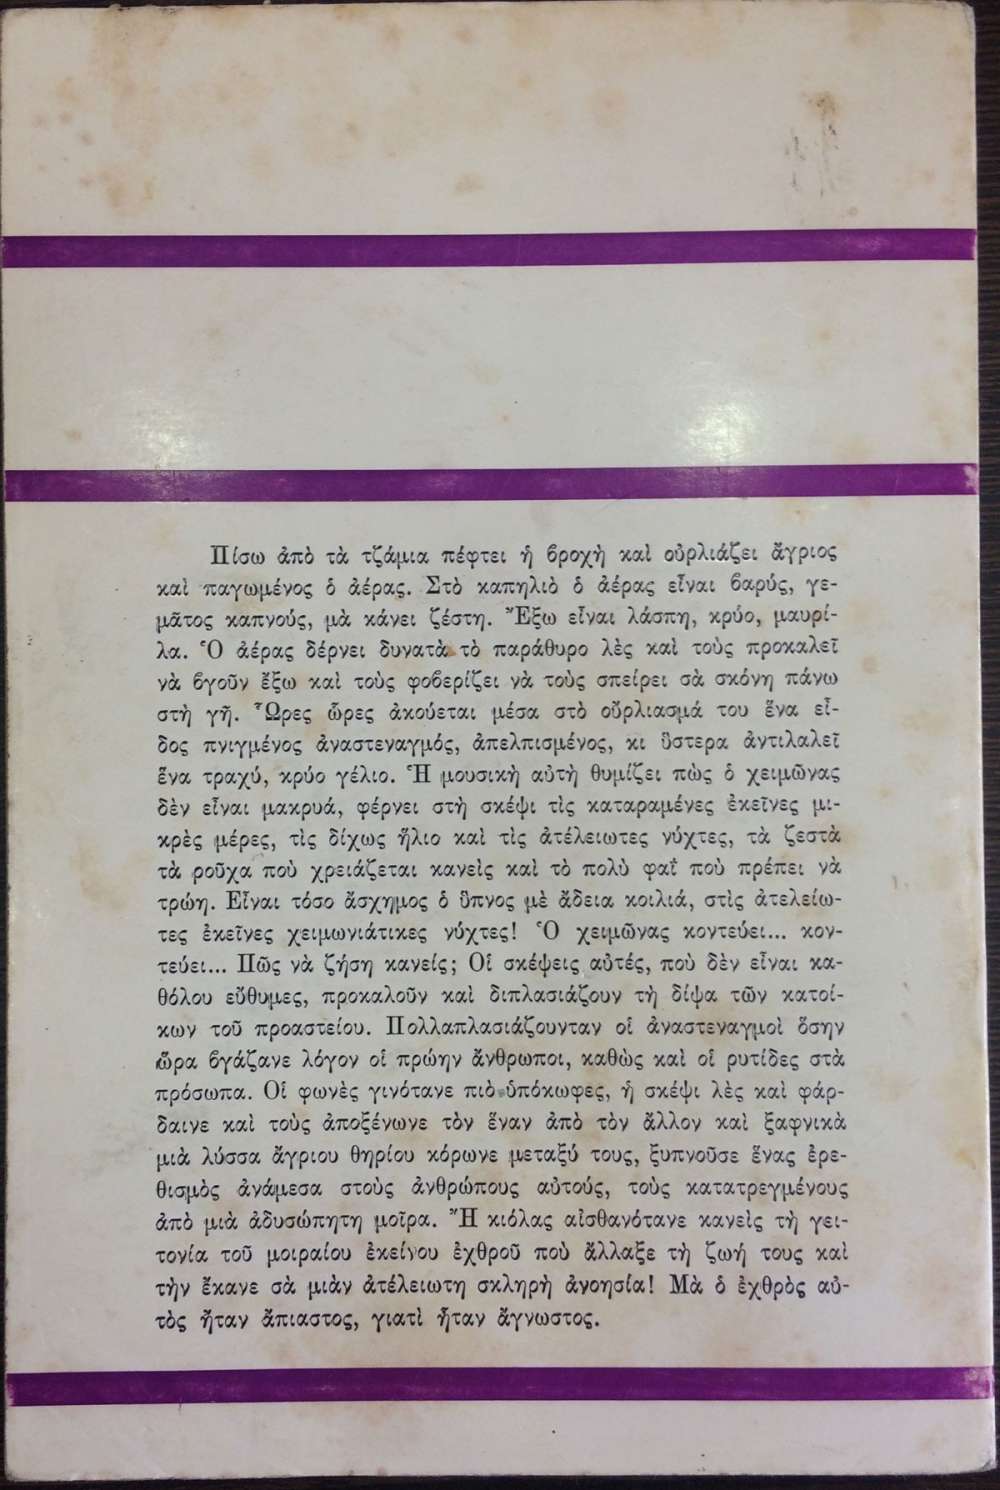 Πίσω ἀπὸ τὰ τζάμια πέφτει ἡ βροχὴ καὶ οὐρλιάζει ἄγριος
καὶ παγωμένος ὁ ἀέρας. Στὸ καπηλιὸ ὁ ἀέρας εἶναι βαρύς, γε-
μᾶτος καπνούς, μὰ κάνει ζέστη. Ἔξω εἶναι λάσπη, κρύο, μαυρί-
λα. Ὁ ἀέρας δέρνει δυνατὰ τὸ παράθυρο λὲς καὶ τοὺς προκαλεῖ
νὰ βγοῦν ἔξω καὶ τοὺς φοβερίζει νὰ τοὺς σπείρει σὰ σκόνη πάνω
στὴ γῆ. Ὧρες ὧρες ἀκούεται μέσα στὸ οὔρλιασμά του ἕνα εἶ-
δος πνιγμένος ἀναστεναγμός, ἀπελπισμένος, κι ὕστερα ἀντιλαλεῖ
ἕνα τραχύ, κρύο γέλιο. Ἡ μουσικὴ αὐτὴ θυμίζει πὼς ὁ χειμῶνας
δὲν εἶναι μακρυά, φέρνει στὴ σκέψι τὶς καταραμένες ἐκεῖνες μι-
κρὲς μέρες, τὶς δίχως ἥλιο καὶ τὶς ἀτέλειωτες νύχτες, τὰ ζεστὰ
τὰ ροῦχα ποὺ χρειάζεται κανεὶς καὶ τὸ πολὺ φαΐ ποὺ πρέπει νὰ
τρώη. Εἶναι τόσο ἄσχημος ὁ ὕπνος μὲ ἄδεια κοιλιά, στὶς ἀτελείω-
τες ἐκεῖνες χειμωνιάτικες νύχτες! Ὁ χειμῶνας κοντεύει... κον-
τεύει... Πῶς νὰ ζήση κανείς; Οἱ σκέψεις αὐτές, ποὺ δὲν εἶναι κα-
θόλου εὔθυμες, προκαλοῦν καὶ διπλασιάζουν τὴ δίψα τῶν κατοί-
κων τοῦ προαστείου. Πολλαπλασιάζουνταν οἱ ἀναστεναγμοὶ ὅσην
ὥρα βγάζανε λόγον οἱ πρώην ἄνθρωποι, καθὼς καὶ οἱ ρυτίδες στὰ
πρόσωπα. Οἱ φωνὲς γινότανε πιὸ ὑπόκωφες, ἡ σκέψι λὲς καὶ φάρ-
δαινε καὶ τοὺς ἀποξένωνε τὸν ἕναν ἀπὸ τὸν ἄλλον καὶ ξαφνικὰ
μιὰ λύσσα ἄγριου θηρίου κόρωνε μεταξύ τους, ξυπνοῦσε ἕνας ἐρε-
θισμὸς ἀνάμεσα στοὺς ἀνθρώπους αὐτούς, τοὺς κατατρεγμένους
ἀπὸ μιὰ ἀδυσώπητη μοῖρα. Ἢ κιόλας αἰσθανότανε κανεὶς τὴ γει-
τονία τοῦ μοιραίου ἐκείνου ἐχθροῦ ποὺ ἄλλαξε τὴ ζωή τους καὶ
τὴν ἔκανε σὰ μιὰν ἀτέλειωτη σκληρὴ ἀνοησία! Μὰ ὁ ἐχθρὸς αὐ-
τὸς ἤταν ἄπιαστος, γιατὶ ἦταν ἄγνωστος.